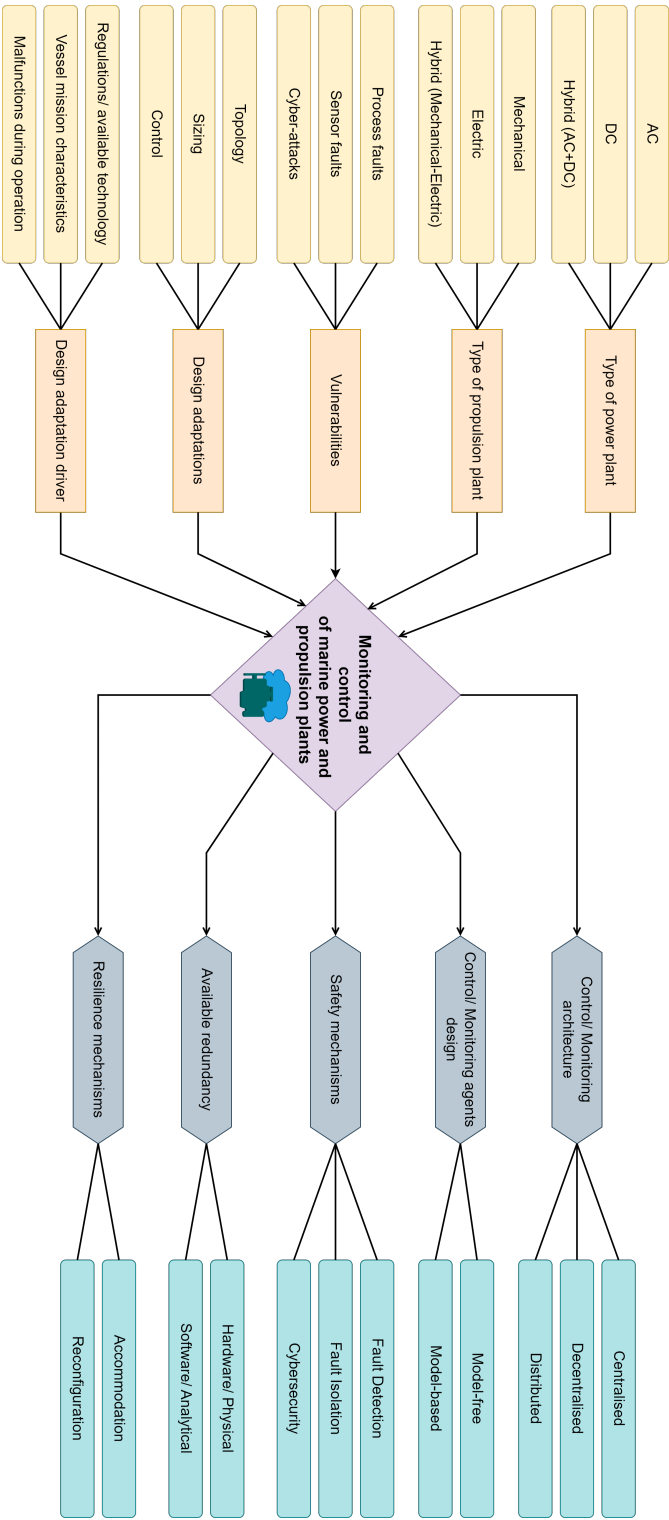 AC
DC
Hybrid (AC+DC)
Type of power plant
Mechanical
Electric
Hybrid (Mechanical-Electric)
Type of propulsion plant
Process faults
Sensor faults
Cyber-attacks
Vulnerabilities
Topology
Sizing
Control
Design adaptations
Regulations/ available technology
Vessel mission characteristics
Malfunctions during operation
Design adaptation driver
Monitoring and
control
of marine power and
propulsion plants
Control/ Monitoring
architecture
Centralised
Decentralised
Distributed
Control/ Monitoring agents
design
Model-free
Model-based
Safety mechanisms
Fault Detection
Fault Isolation
Cybersecurity
Available redundancy
Hardware/ Physical
Software/ Analytical
Resilience mechanisms
Accommodation
Reconfiguration